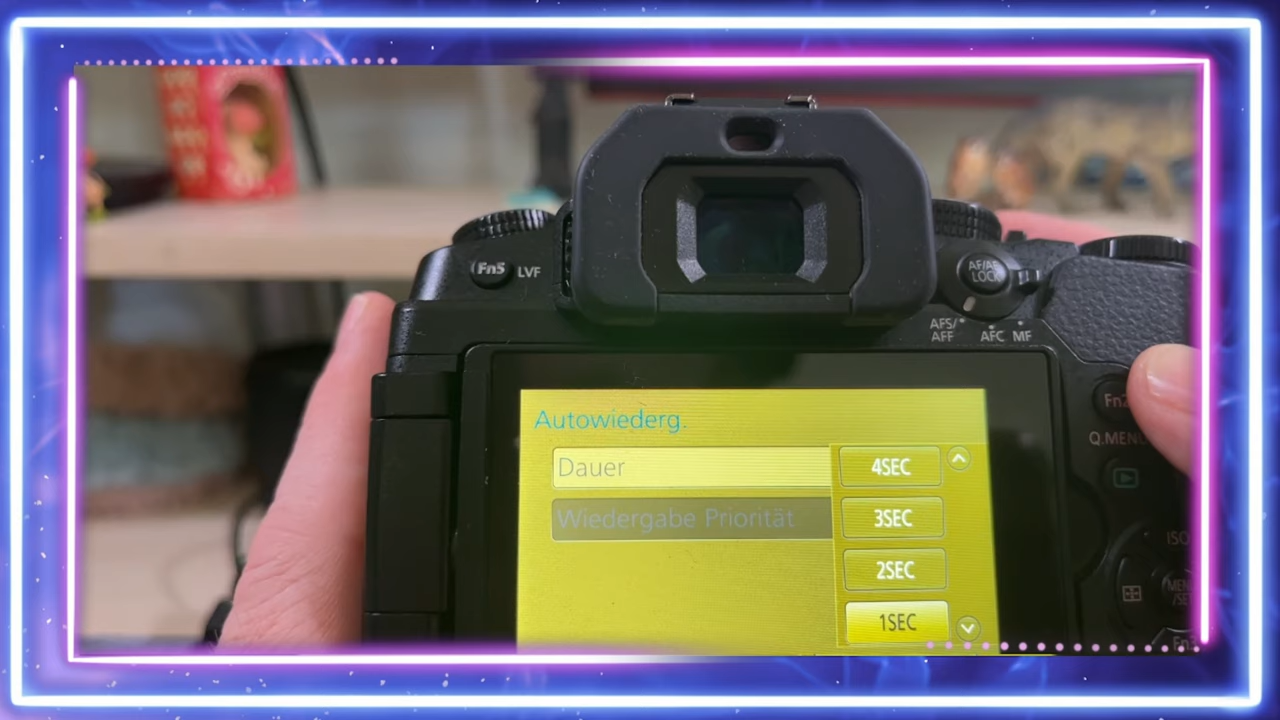 Fn5 LVF
AF/AE
LOCK
AFS/
AFF
AFC MF
Fn2
Q.MENU
Autowiederg.
Dauer
4SEC
Wiedergabe Priorität
3SEC
2SEC
1SEC
ISO
MENU
/SET
Fn3